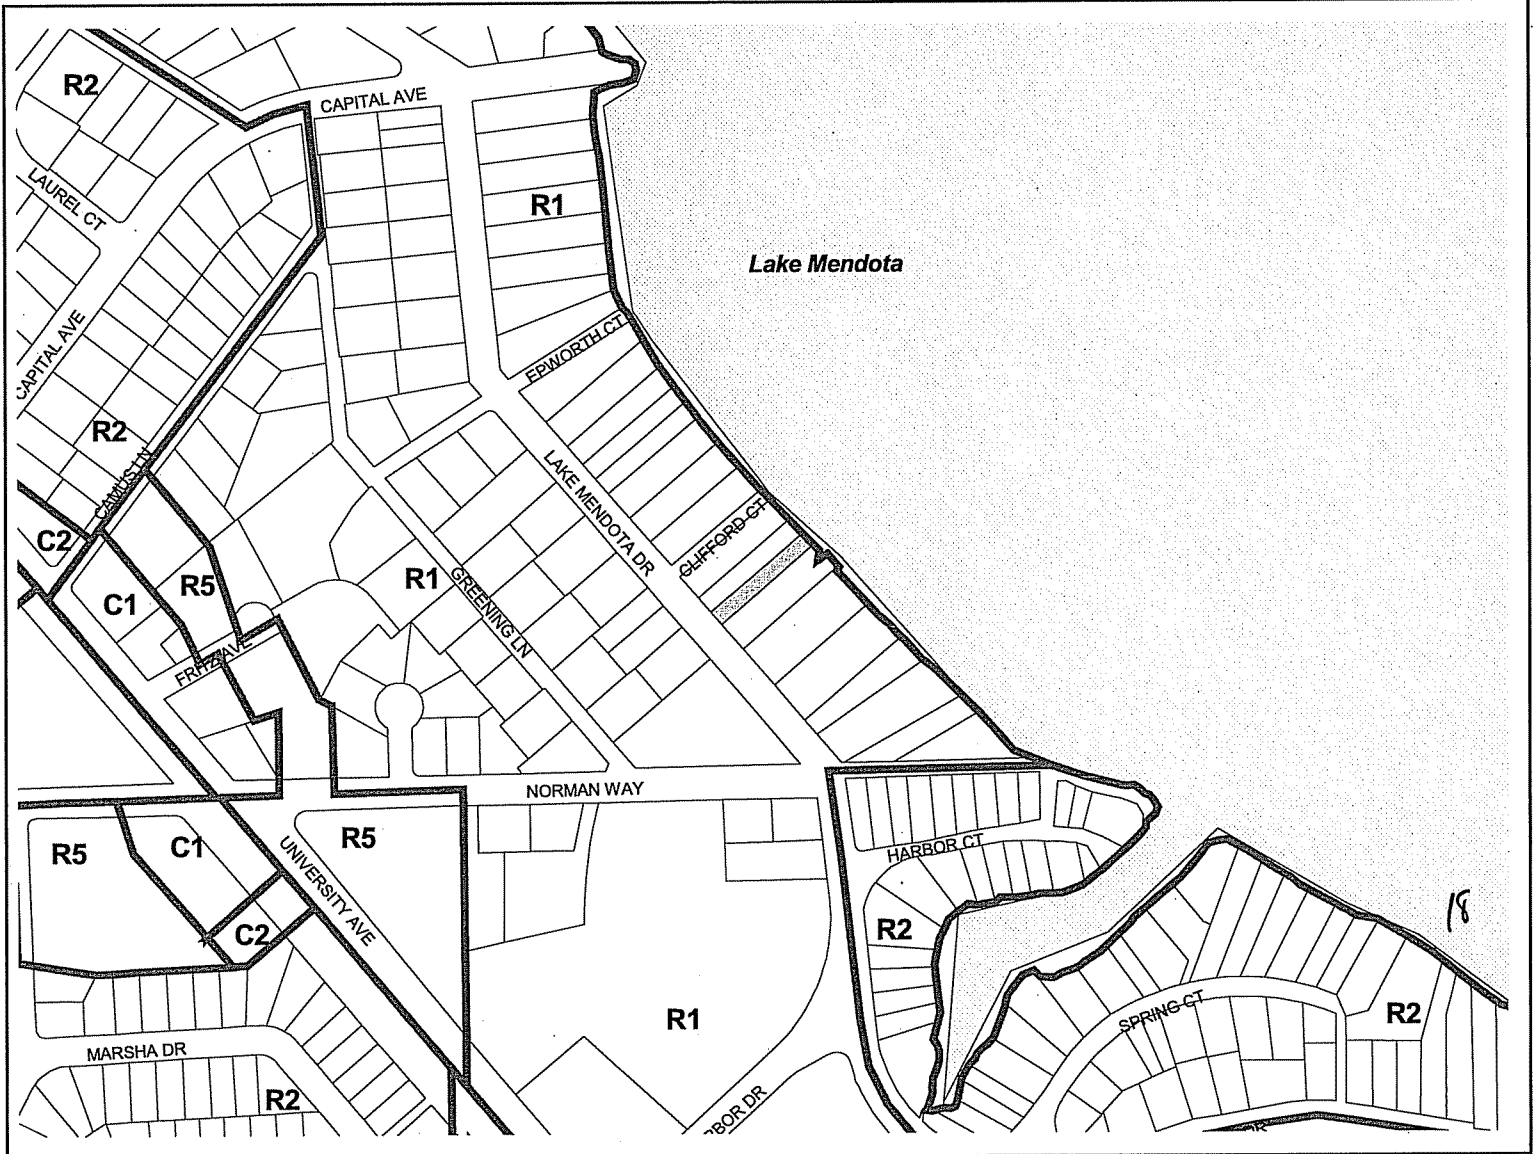 R2
CAPITAL AVE
LAUREL CT
R1
Lake Mendota
CAPITAL AVE
EPWORTH CT
R2
CAMUS LN
LAKE MENDOTA DR
CLIFFORD CT
C2
R5
R1
GREENING LN
C1
FRITZ AVE
NORMAN WAY
R5
C1
UNIVERSITY AVE
R5
HARBOR CT
18
C2
R2
R1
SPRING CT
R2
MARSHA DR
R2
RBOR DR
DR